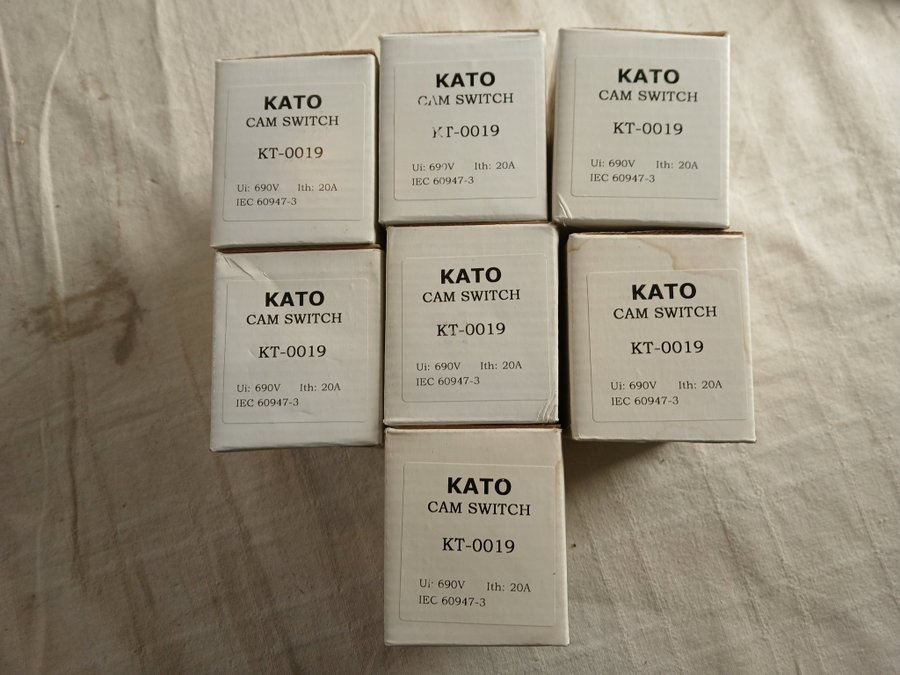 KATO
CAM SWITCH
KT-0019
Ui: 690V Ith: 20A
IEC 60947-3
KATO
CAM SWITCH
KT-0019
Ui: 690V Ith: 20A
IEC 60947-3
KATO
CAM SWITCH
KT-0019
Ui: 690V Ith: 20A
IEC 60947-3
KATO
CAM SWITCH
KT-0019
Ui: 690V Ith: 20A
IEC 60947-3
KATO
CAM SWITCH
KT-0019
Ui: 690V Ith: 20A
IEC 60947-3
KATO
CAM SWITCH
KT-0019
Ui: 690V Ith: 20A
IEC 60947-3
KATO
CAM SWITCH
KT-0019
Ui: 690V Ith: 20A
IEC 60947-3